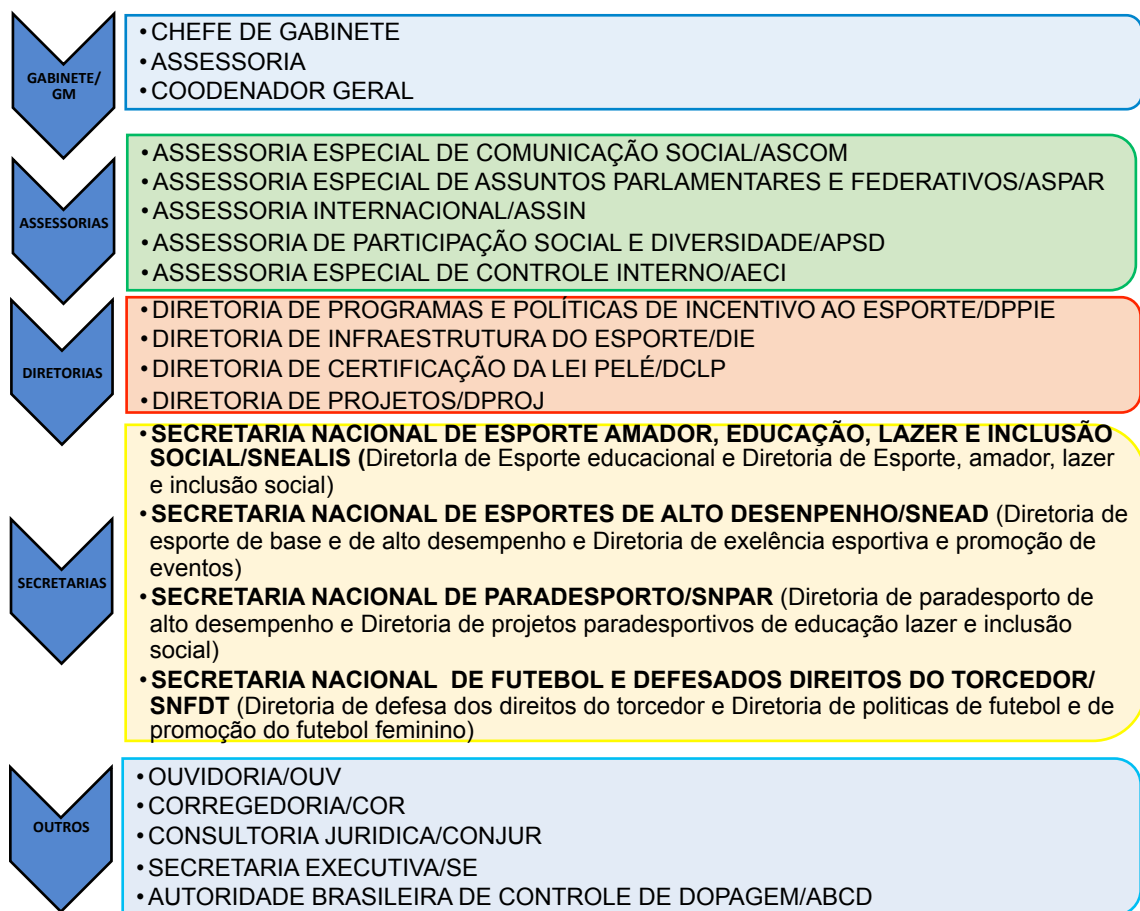 GABINETE/
GM
• CHEFE DE GABINETE
• ASSESSORIA
• COODENADOR GERAL
ASSESSORIAS
• ASSESSORIA ESPECIAL DE COMUNICAÇÃO SOCIAL/ASCOM
• ASSESSORIA ESPECIAL DE ASSUNTOS PARLAMENTARES E FEDERATIVOS/ASPAR
• ASSESSORIA INTERNACIONAL/ASSIN
• ASSESSORIA DE PARTICIPAÇÃO SOCIAL E DIVERSIDADE/APSD
• ASSESSORIA ESPECIAL DE CONTROLE INTERNO/AECI
DIRETORIAS
• DIRETORIA DE PROGRAMAS E POLÍTICAS DE INCENTIVO AO ESPORTE/DPPIE
• DIRETORIA DE INFRAESTRUTURA DO ESPORTE/DIE
• DIRETORIA DE CERTIFICAÇÃO DA LEI PELÉ/DCLP
• DIRETORIA DE PROJETOS/DPROJ
SECRETARIAS
• SECRETARIA NACIONAL DE ESPORTE AMADOR, EDUCAÇÃO, LAZER E INCLUSÃO
SOCIAL/SNEALIS (DiretorIa de Esporte educacional e Diretoria de Esporte, amador, lazer
e inclusão social)
• SECRETARIA NACIONAL DE ESPORTES DE ALTO DESENPENHO/SNEAD (Diretoria de
esporte de base e de alto desempenho e Diretoria de exelência esportiva e promoção de
eventos)
• SECRETARIA NACIONAL DE PARADESPORTO/SNPAR (Diretoria de paradesporto de
alto desempenho e Diretoria de projetos paradesportivos de educação lazer e inclusão
social)
• SECRETARIA NACIONAL DE FUTEBOL E DEFESADOS DIREITOS DO TORCEDOR/
SNFDT (Diretoria de defesa dos direitos do torcedor e Diretoria de politicas de futebol e de
promoção do futebol feminino)
OUTROS
• OUVIDORIA/OUV
• CORREGEDORIA/COR
• CONSULTORIA JURIDICA/CONJUR
• SECRETARIA EXECUTIVA/SE
• AUTORIDADE BRASILEIRA DE CONTROLE DE DOPAGEM/ABCD